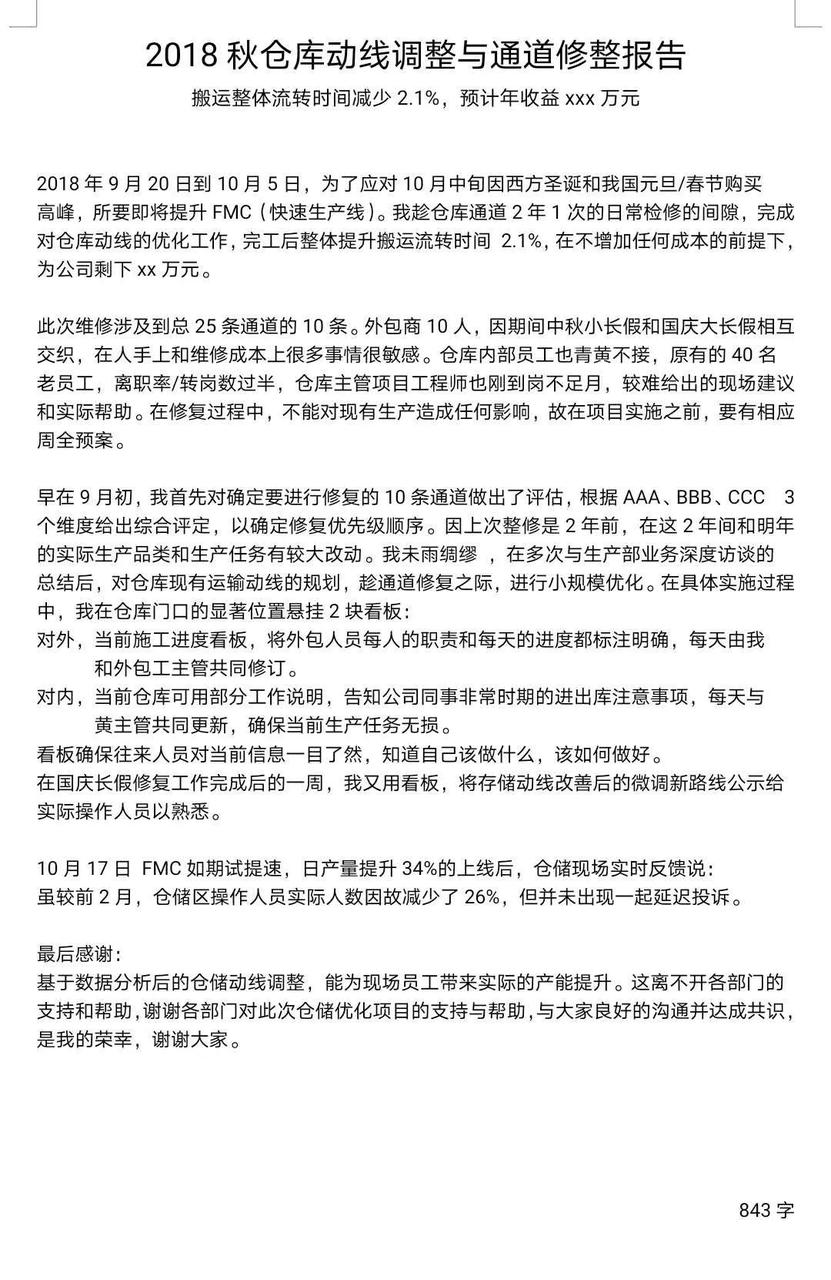 2018 秋仓库动线调整与通道修整报告
搬运整体流转时间减少 2.1%，预计年收益 xxx 万元
2018 年 9 月 20 日到 10 月 5 日，为了应对 10 月中旬因西方圣诞和我国元旦/春节购买
高峰，所要即将提升 FMC（快速生产线）。我趁仓库通道 2 年 1 次的日常检修的间隙，完成
对仓库动线的优化工作，完工后整体提升搬运流转时间 2.1%，在不增加任何成本的前提下，
为公司剩下 xx 万元。
此次维修涉及到总 25 条通道的 10 条。外包商 10 人，因期间中秋小长假和国庆大长假相互
交织，在人手上和维修成本上很多事情很敏感。仓库内部员工也青黄不接，原有的 40 名
老员工，离职率/转岗数过半，仓库主管项目工程师也刚到岗不足月，较难给出的现场建议
和实际帮助。在修复过程中，不能对现有生产造成任何影响，故在项目实施之前，要有相应
周全预案。
早在 9 月初，我首先对确定要进行修复的 10 条通道做出了评估，根据 AAA、BBB、CCC 3
个维度给出综合评定，以确定修复优先级顺序。因上次整修是 2 年前，在这 2 年间和明年
的实际生产品类和生产任务有较大改动。我未雨绸缪 ，在多次与生产部业务深度访谈的
总结后，对仓库现有运输动线的规划，趁通道修复之际，进行小规模优化。在具体实施过程
中，我在仓库门口的显著位置悬挂 2 块看板：
对外，当前施工进度看板，将外包人员每人的职责和每天的进度都标注明确，每天由我
和外包工主管共同修订。
对内，当前仓库可用部分工作说明，告知公司同事非常时期的进出库注意事项，每天与
黄主管共同更新，确保当前生产任务无损。
看板确保往来人员对当前信息一目了然，知道自己该做什么，该如何做好。
在国庆长假修复工作完成后的一周，我又用看板，将存储动线改善后的微调新路线公示给
实际操作人员以熟悉。
10 月 17 日 FMC 如期试提速，日产量提升 34%的上线后，仓储现场实时反馈说：
虽较前 2 月，仓储区操作人员实际人数因故减少了 26%，但并未出现一起延迟投诉。
最后感谢：
基于数据分析后的仓储动线调整，能为现场员工带来实际的产能提升。这离不开各部门的
支持和帮助，谢谢各部门对此次仓储优化项目的支持与帮助，与大家良好的沟通并达成共识，
是我的荣幸，谢谢大家。
843 字